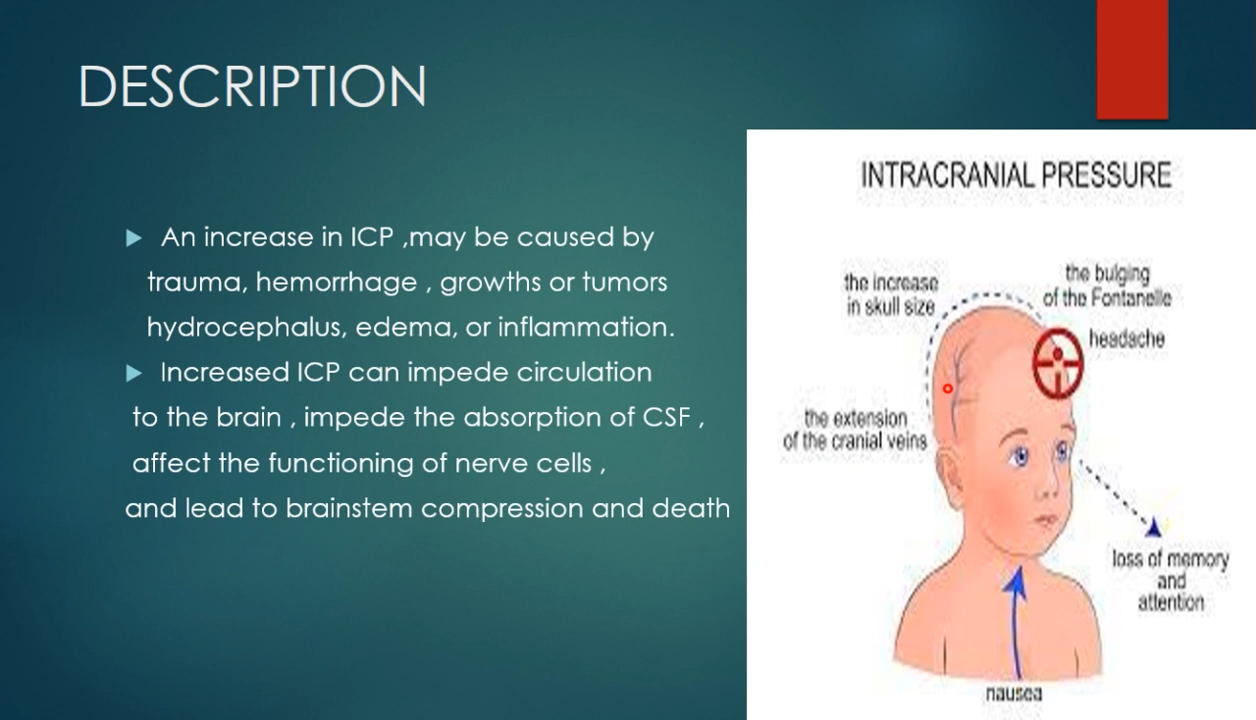 DESCRIPTION
An increase in ICP ,may be caused by
trauma, hemorrhage , growths or tumors
hydrocephalus, edema, or inflammation.
Increased ICP can impede circulation
to the brain , impede the absorption of CSF ,
affect the functioning of nerve cells ,
and lead to brainstem compression and death
INTRACRANIAL PRESSURE
the increase
in skull size
the bulging
of the Fontanelle
headache
the extension
of the cranial veins
loss of memory
and
attention
nausea